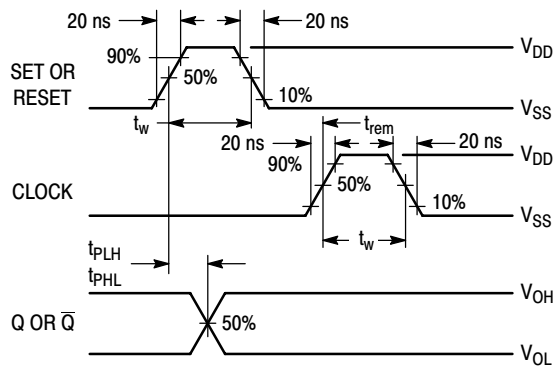 20 ns 20 ns
V_DD
90%
50%
SET OR
RESET
10%
V_SS
t_w
t_rem
20 ns 20 ns
V_DD
90%
50%
CLOCK
10%
V_SS
t_w
t_PLH
t_PHL
V_OH
Q OR Q̅
50%
V_OL